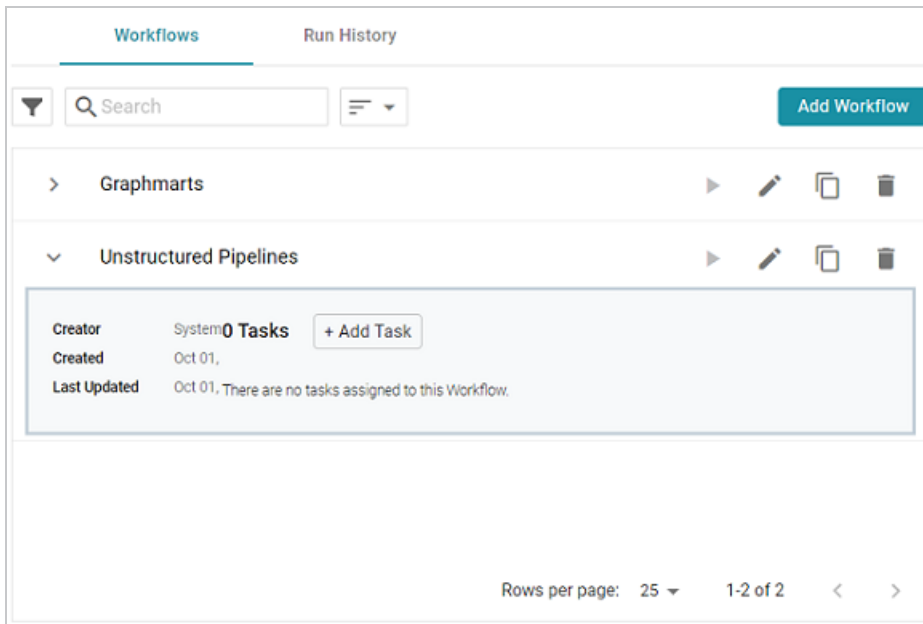 Workflows Run History
Search Add Workflow
Graphmarts
Unstructured Pipelines
Creator System 0 Tasks + Add Task
Created Oct 01,
Last Updated Oct 01, There are no tasks assigned to this Workflow.
Rows per page: 25 1-2 of 2